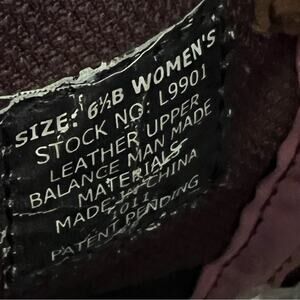 SIZE: 6½B WOMEN'S
STOCK NO: L9901
LEATHER UPPER
BALANCE MAN MADE
MATERIALS
MADE IN CHINA
1011
PATENT PENDING